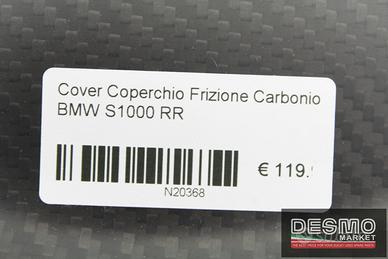 Cover Coperchio Frizione Carbonio
BMW S1000 RR
€ 119.
N20368
DESMO
MARKET